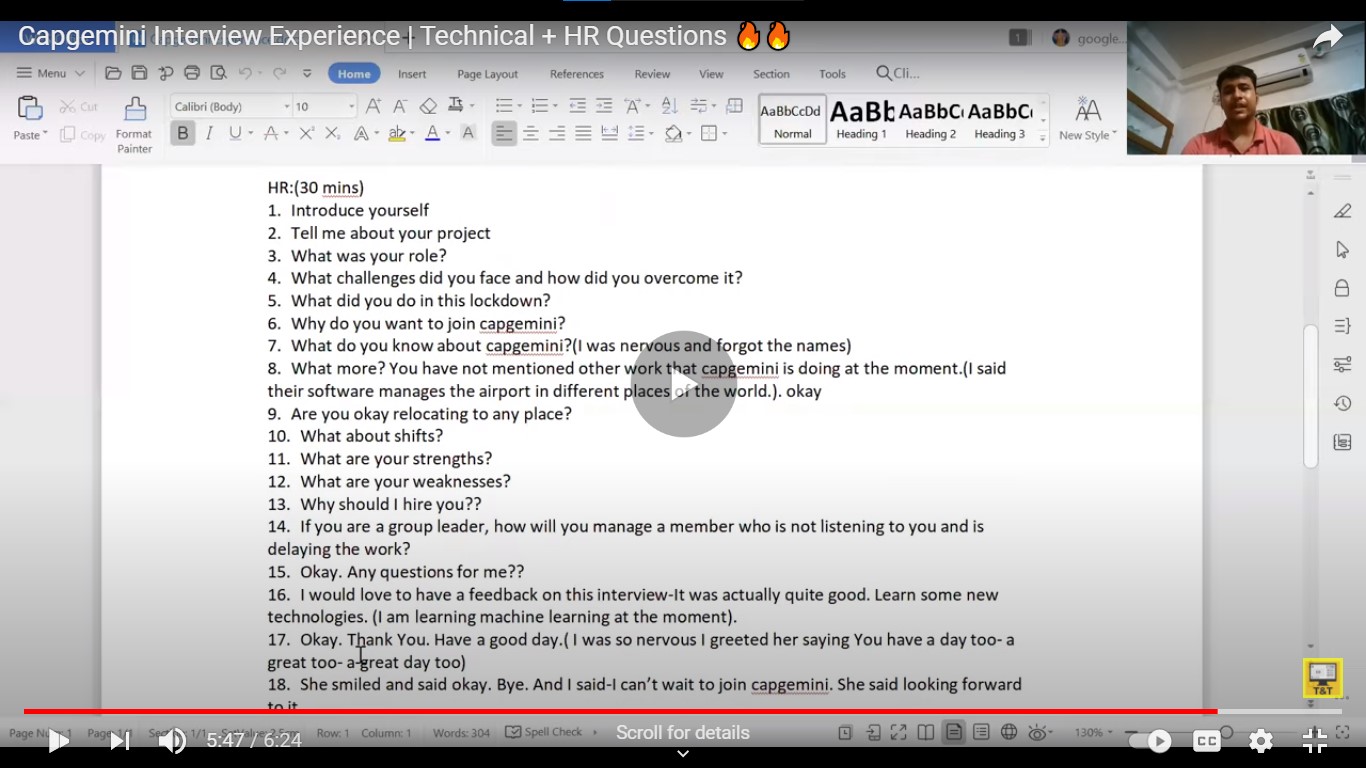 Capgemini Interview Experience | Technical + HR Questions 🔥🔥
1
google...
Menu
Home
Insert
Page Layout
References
Review
View
Section
Tools
Cli...
Paste
Cut
Copy
Format
Painter
Calibri (Body)
10
AaBbCcDd
Normal
AaBb
Heading 1
AaBbC
Heading 2
AaBbC
Heading 3
New Style
HR:(30 mins)
1. Introduce yourself
2. Tell me about your project
3. What was your role?
4. What challenges did you face and how did you overcome it?
5. What did you do in this lockdown?
6. Why do you want to join capgemini?
7. What do you know about capgemini?(I was nervous and forgot the names)
8. What more? You have not mentioned other work that capgemini is doing at the moment.(I said
their software manages the airport in different places of the world.). okay
9. Are you okay relocating to any place?
10. What about shifts?
11. What are your strengths?
12. What are your weaknesses?
13. Why should I hire you??
14. If you are a group leader, how will you manage a member who is not listening to you and is
delaying the work?
15. Okay. Any questions for me??
16. I would love to have a feedback on this interview-It was actually quite good. Learn some new
technologies. (I am learning machine learning at the moment).
17. Okay. Thank You. Have a good day.( I was so nervous I greeted her saying You have a day too- a
great too- a great day too)
18. She smiled and said okay. Bye. And I said-I can't wait to join capgemini. She said looking forward
to it
T&T
Row: 1 Column: 1 Words: 304 Spell Check
130%
5:47 / 6:24
Scroll for details
CC